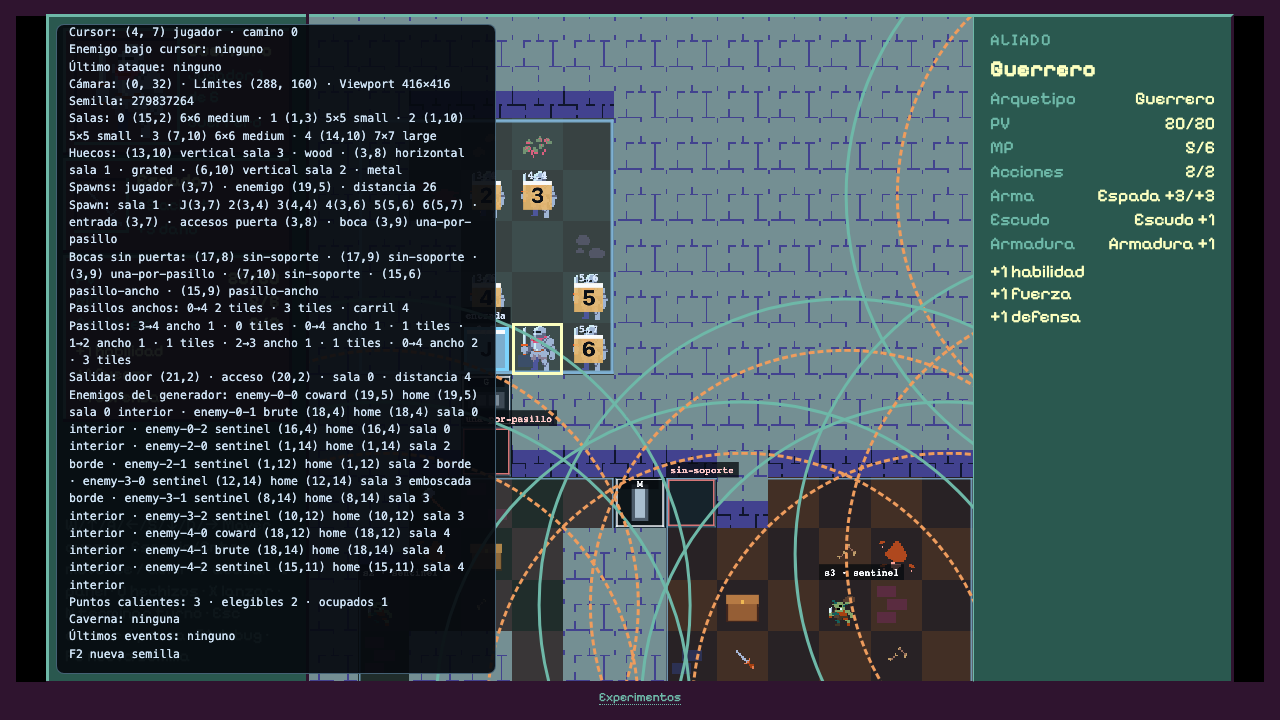 Cursor: (4, 7) jugador · camino 0
Enemigo bajo cursor: ninguno
Último ataque: ninguno
Cámara: (0, 32) · Límites (288, 160) · Viewport 416×416
Semilla: 279837264
Salas: 0 (15,2) 6×6 medium · 1 (1,3) 5×5 small · 2 (1,10)
5×5 small · 3 (7,10) 6×6 medium · 4 (14,10) 7×7 large
Huecos: (13,10) vertical sala 3 · wood · (3,8) horizontal
sala 1 · grated · (6,10) vertical sala 2 · metal
Spawns: jugador (3,7) · enemigo (19,5) · distancia 26
Spawn: sala 1 · J(3,7) 2(3,4) 3(4,4) 4(3,6) 5(5,6) 6(5,7) ·
entrada (3,7) · accesos puerta (3,8) · boca (3,9) una-por-
pasillo
Bocas sin puerta: (17,8) sin-soporte · (17,9) sin-soporte ·
(3,9) una-por-pasillo · (7,10) sin-soporte · (15,6)
pasillo-ancho · (15,9) pasillo-ancho
Pasillos anchos: 0→4 2 tiles · 3 tiles · carril 4
Pasillos: 3→4 ancho 1 · 0 tiles · 0→4 ancho 1 · 1 tiles ·
1→2 ancho 1 · 1 tiles · 2→3 ancho 1 · 1 tiles · 0→4 ancho 2
· 3 tiles
Salida: door (21,2) · acceso (20,2) · sala 0 · distancia 4
Enemigos del generador: enemy-0-0 coward (19,5) home (19,5)
sala 0 interior · enemy-0-1 brute (18,4) home (18,4) sala 0
interior · enemy-0-2 sentinel (16,4) home (16,4) sala 0
interior · enemy-2-0 sentinel (1,14) home (1,14) sala 2
borde · enemy-2-1 sentinel (1,12) home (1,12) sala 2 borde
· enemy-3-0 sentinel (12,14) home (12,14) sala 3 emboscada
borde · enemy-3-1 sentinel (8,14) home (8,14) sala 3
interior · enemy-3-2 sentinel (10,12) home (10,12) sala 3
interior · enemy-4-0 coward (18,12) home (18,12) sala 4
interior · enemy-4-1 brute (18,14) home (18,14) sala 4
interior · enemy-4-2 sentinel (15,11) home (15,11) sala 4
interior
Puntos calientes: 3 · elegibles 2 · ocupados 1
Caverna: ninguna
Últimos eventos: ninguno
F2 nueva semilla
2
4/4
3
4
5/6
5
5/7
6
or-pasillo
sin-soporte
M
s3 · sentinel
ALIADO
Guerrero
Arquetipo Guerrero
PV 20/20
MP 5/6
Acciones 2/2
Arma Espada +3/+3
Escudo Escudo +1
Armadura Armadura +1
+1 habilidad
+1 fuerza
+1 defensa
Experimentos